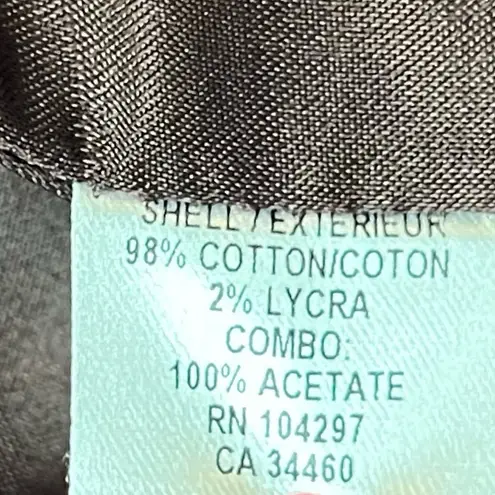 SHELL / EXTERIEUR
98% COTTON/COTON
2% LYCRA
COMBO:
100% ACETATE
RN 104297
CA 34460